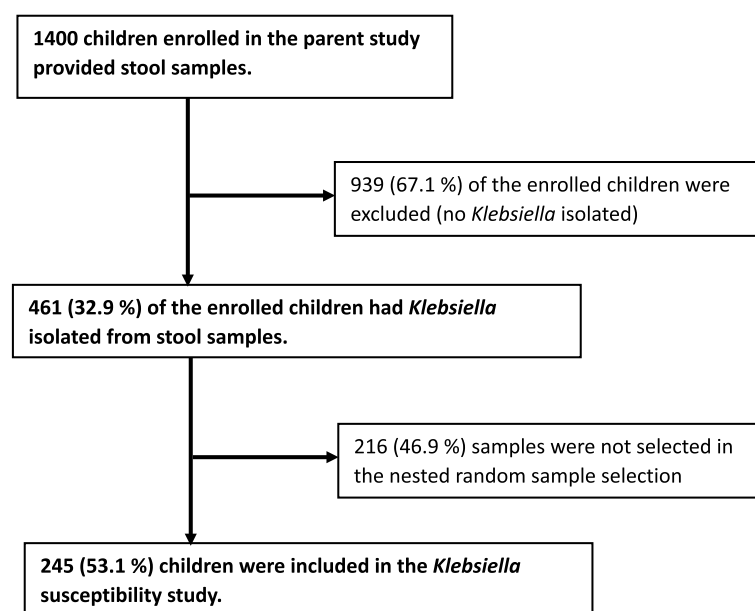 1400 children enrolled in the parent study
provided stool samples.
939 (67.1 %) of the enrolled children were
excluded (no Klebsiella isolated)
461 (32.9 %) of the enrolled children had Klebsiella
isolated from stool samples.
216 (46.9 %) samples were not selected in
the nested random sample selection
245 (53.1 %) children were included in the Klebsiella
susceptibility study.